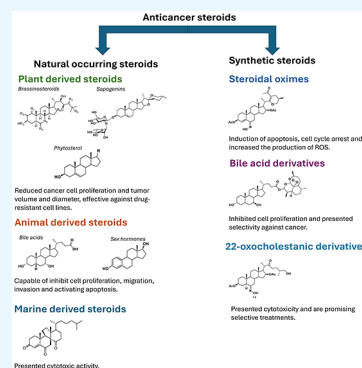 Anticancer steroids
Natural occurring steroids
Plant derived steroids
Brassinosteroids
Sapogenins
Phytosterol
Reduced cancer cell proliferation and tumor
volume and diameter, effective against drug-
resistant cell lines.
Animal derived steroids
Bile acids
Sex hormones
Capable of inhibit cell proliferation, migration,
invasion and activating apoptosis.
Marine derived steroids
Presented cytotoxic activity.
Synthetic steroids
Steroidal oximes
Induction of apoptosis, cell cycle arrest and
increased the production of ROS.
Bile acid derivatives
Inhibited cell proliferation and presented
selectivity against cancer.
22-oxocholestanic derivative
Presented cytotoxicity and are promising
selective treatments.